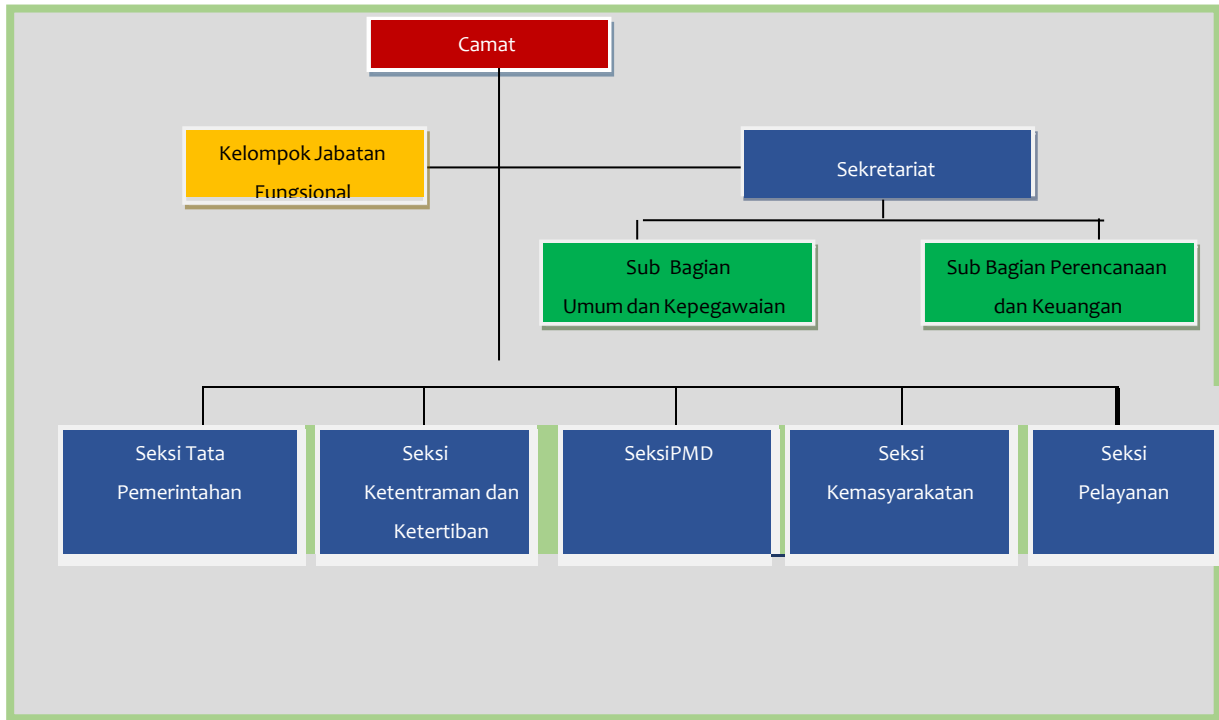 Camat
Kelompok Jabatan
Fungsional
Sekretariat
Sub Bagian
Umum dan Kepegawaian
Sub Bagian Perencanaan
dan Keuangan
Seksi Tata
Pemerintahan
Seksi
Ketentraman dan
Ketertiban
SeksiPMD
Seksi
Kemasyarakatan
Seksi
Pelayanan